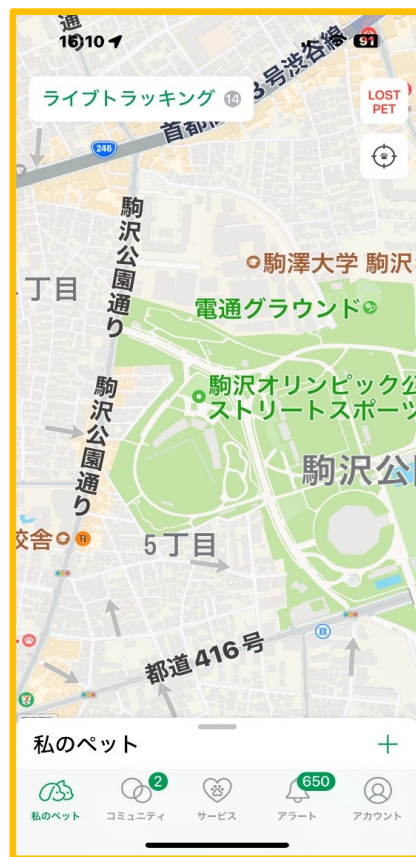 通
16:10
91
ライブトラッキング 14
LOST
PET
3号渋谷線
首都
246
駒沢公園通り
駒澤大学 駒沢
丁目
電通グラウンド
駒沢オリンピック公
ストリートスポーツ
駒沢公園通り
駒沢公
校舎
5丁目
都道416号
私のペット
+
2
650
私のペット
コミュニティ
サービス
アラート
アカウント